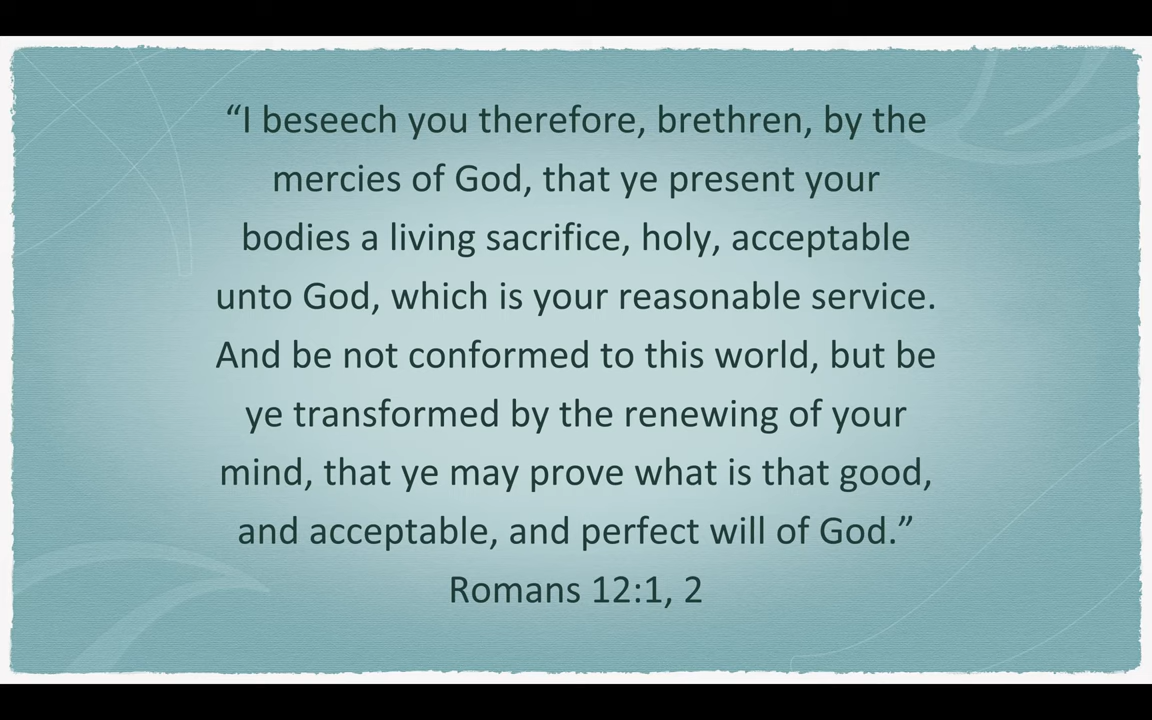 “I beseech you therefore, brethren, by the
mercies of God, that ye present your
bodies a living sacrifice, holy, acceptable
unto God, which is your reasonable service.
And be not conformed to this world, but be
ye transformed by the renewing of your
mind, that ye may prove what is that good,
and acceptable, and perfect will of God.”
Romans 12:1, 2